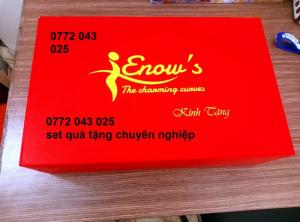 0772 043
025
Enow's
The charming curves
Kính Tặng
0772 043 025
set quà tặng chuyên nghiệp